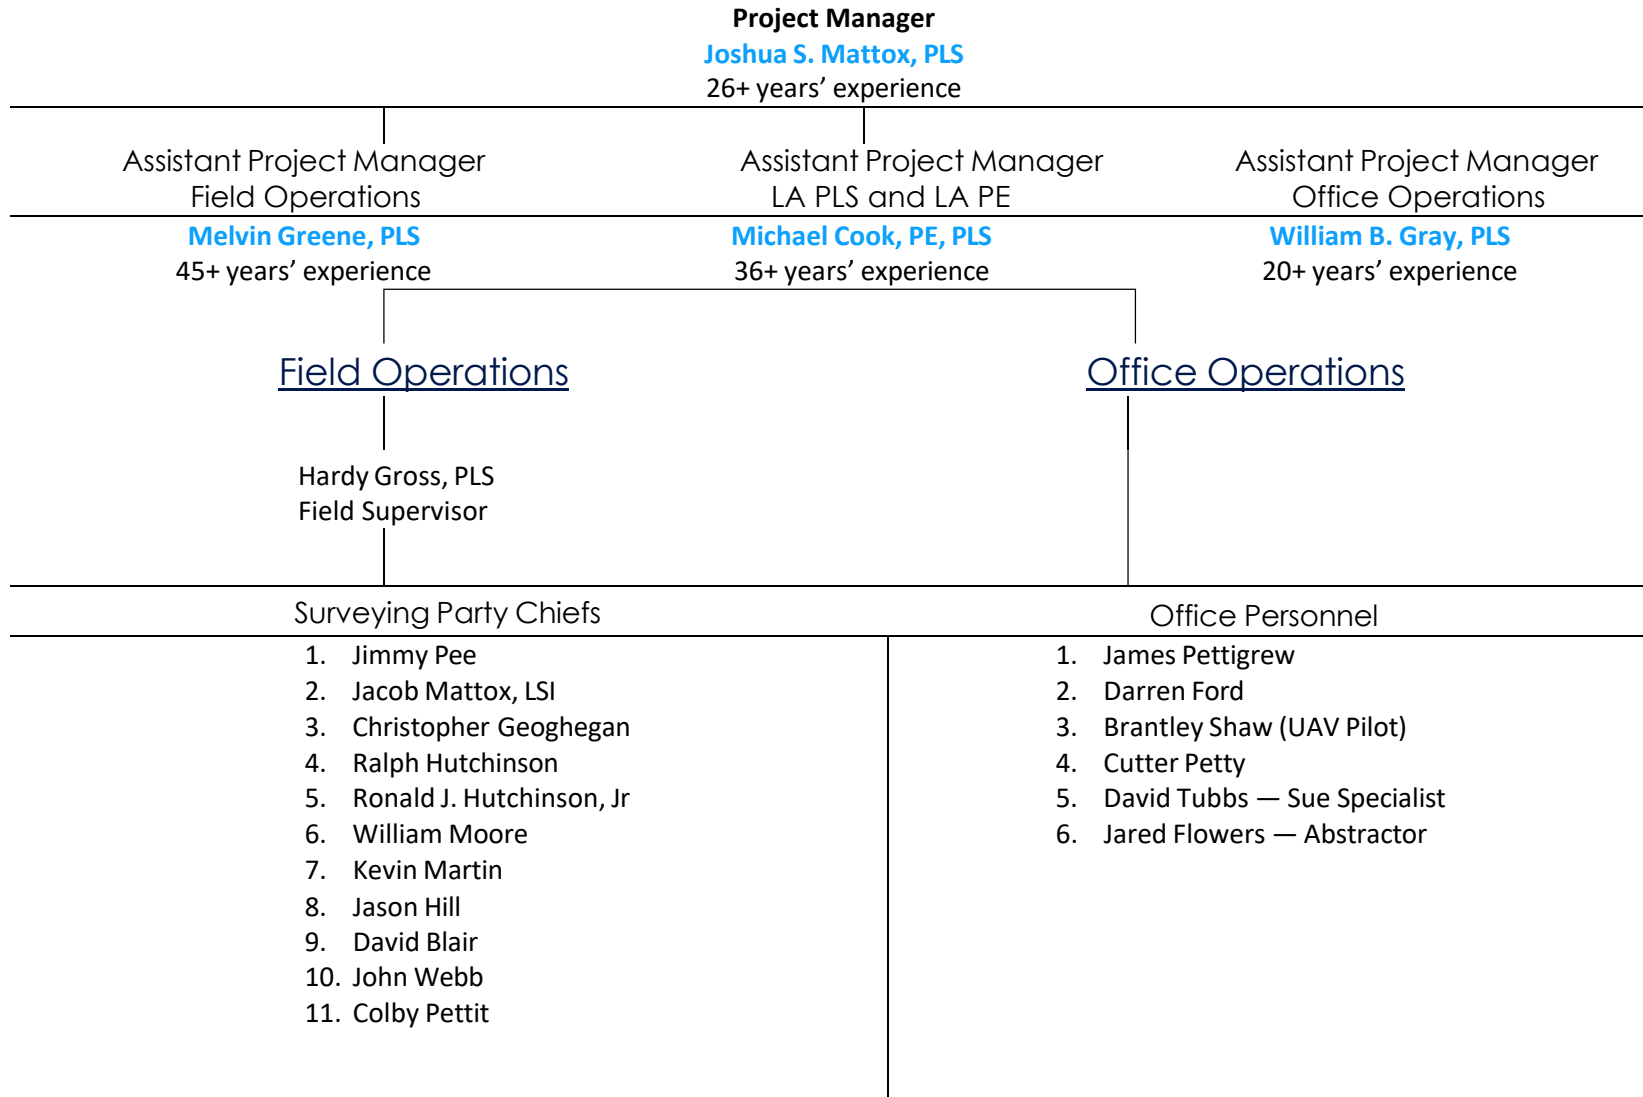 Project Manager
Joshua S. Mattox, PLS
26+ years’ experience
Assistant Project Manager
Field Operations
Assistant Project Manager
LA PLS and LA PE
Assistant Project Manager
Office Operations
Melvin Greene, PLS
45+ years’ experience
Michael Cook, PE, PLS
36+ years’ experience
William B. Gray, PLS
20+ years’ experience
Field Operations
Office Operations
Hardy Gross, PLS
Field Supervisor
Surveying Party Chiefs
1. Jimmy Pee
2. Jacob Mattox, LSI
3. Christopher Geoghegan
4. Ralph Hutchinson
5. Ronald J. Hutchinson, Jr
6. William Moore
7. Kevin Martin
8. Jason Hill
9. David Blair
10. John Webb
11. Colby Pettit
Office Personnel
1. James Pettigrew
2. Darren Ford
3. Brantley Shaw (UAV Pilot)
4. Cutter Petty
5. David Tubbs — Sue Specialist
6. Jared Flowers — Abstractor